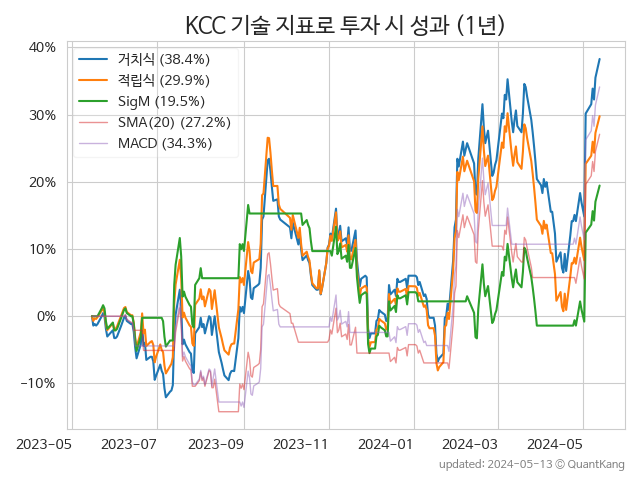 KCC 기술 지표로 투자 시 성과 (1년)
40%
30%
20%
10%
0%
−10%
거치식 (38.4%)
적립식 (29.9%)
SigM (19.5%)
SMA(20) (27.2%)
MACD (34.3%)
2023-05 2023-07 2023-09 2023-11 2024-01 2024-03 2024-05
updated: 2024-05-13 ⓒ QuantKang